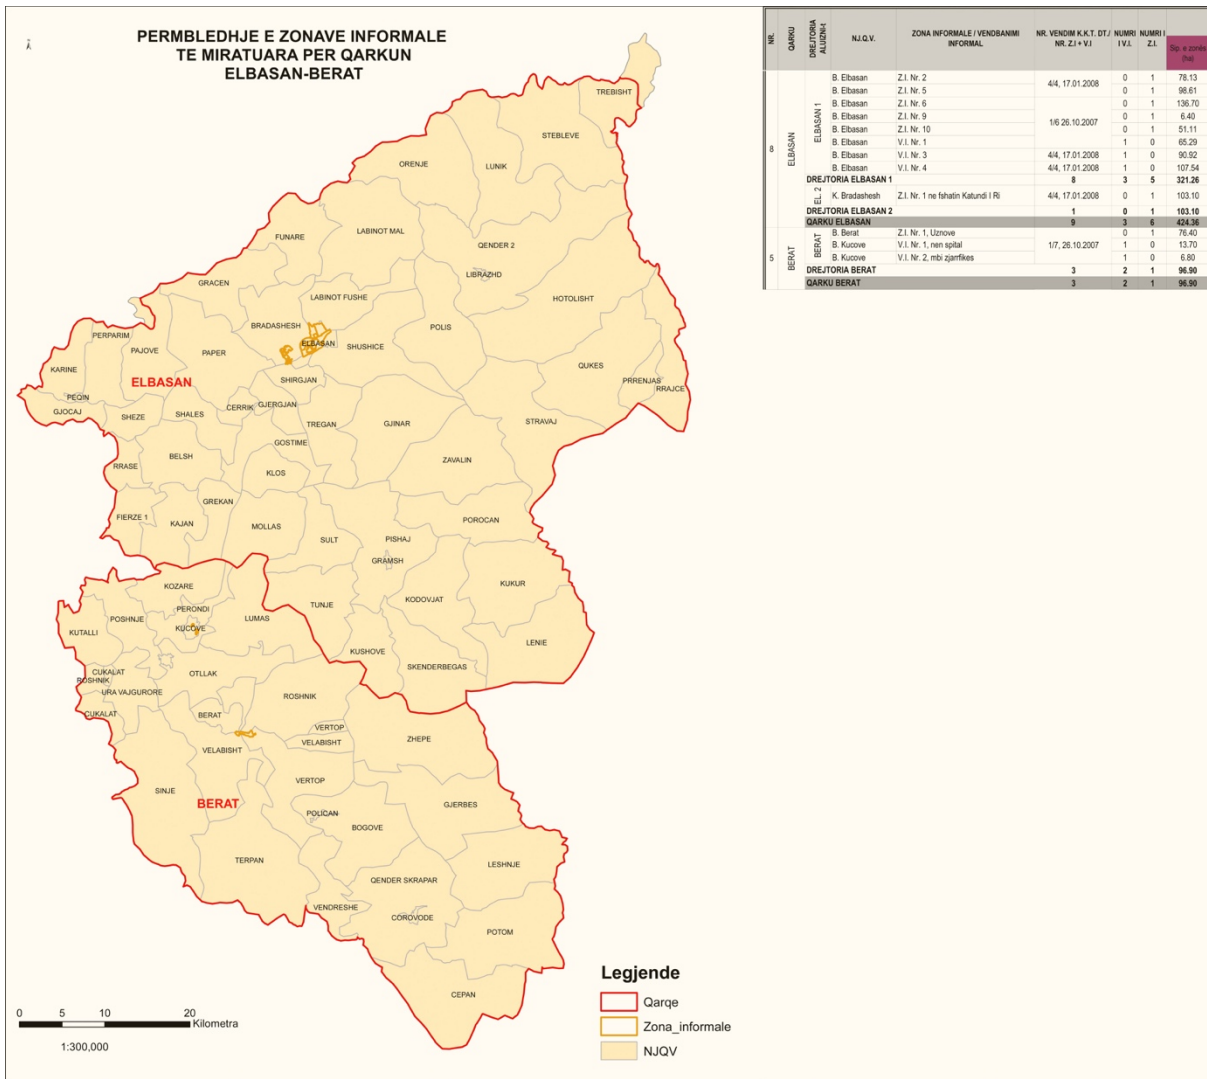 PERMBLEDHJE E ZONAVE INFORMALE
TE MIRATUARA PER QARKUN
ELBASAN-BERAT
NR. QARKU DREJTORIA ALUIZNI-t NJ.Q.V. ZONA INFORMALE / VENDBANIMI INFORMAL NR. VENDIM K.K.T. DT./ NR. Z.I + V.I NUMRI I V.I. NUMRI I Z.I. Sip. e zonës (ha)
8 ELBASAN ELBASAN 1
B. Elbasan Z.I. Nr. 2 4/4, 17.01.2008 0 1 78.13
B. Elbasan Z.I. Nr. 5 0 1 98.61
B. Elbasan Z.I. Nr. 6 0 1 136.70
B. Elbasan Z.I. Nr. 9 1/6 26.10.2007 0 1 6.40
B. Elbasan Z.I. Nr. 10 0 1 51.11
B. Elbasan V.I. Nr. 1 1 0 65.29
B. Elbasan V.I. Nr. 3 4/4, 17.01.2008 1 0 90.92
B. Elbasan V.I. Nr. 4 4/4, 17.01.2008 1 0 107.54
DREJTORIA ELBASAN 1 8 3 5 321.26
EL. 2 K. Bradashesh Z.I. Nr. 1 ne fshatin Katundi I Ri 4/4, 17.01.2008 0 1 103.10
DREJTORIA ELBASAN 2 1 0 1 103.10
QARKU ELBASAN 9 3 6 424.36
5 BERAT BERAT
B. Berat Z.I. Nr. 1, Uznove 0 1 76.40
B. Kucove V.I. Nr. 1, nen spital 1/7, 26.10.2007 1 0 13.70
B. Kucove V.I. Nr. 2, mbi zjarrfikes 1 0 6.80
DREJTORIA BERAT 3 2 1 96.90
QARKU BERAT 3 2 1 96.90
TREBISHT
STEBLEVE
ORENJE
LUNIK
LABINOT MAL
FUNARE
QENDER 2
LIBRAZHD
GRACEN
LABINOT FUSHE
HOTOLISHT
BRADASHESH
POLIS
PERPARIM
ELBASAN
SHUSHICE
PAJOVE
PAPER
KARINE
QUKES
ELBASAN
SHIRGJAN
PRRENJAS
RRAJCE
PEQIN
GJOCAJ
SHEZE
SHALES
CERRIK
GJERGJAN
TREGAN
GJINAR
STRAVAJ
GOSTIME
BELSH
ZAVALIN
RRASE
KLOS
GREKAN
FIERZE 1
KAJAN
MOLLAS
POROCAN
SULT
PISHAJ
GRAMSH
KUKUR
KOZARE
KODOVJAT
TUNJE
PERONDI
POSHNJE
LUMAS
KUTALLI
KUCOVE
LENIE
KUSHOVE
SKENDERBEGAS
CUKALAT
OTLLAK
ROSHNIK
URA VAJGURORE
ROSHNIK
CUKALAT
BERAT
VERTOP
ZHEPE
VELABISHT
VELABISHT
VERTOP
SINJE
BERAT
GJERBES
POLICAN
BOGOVE
TERPAN
LESHNJE
QENDER SKRAPAR
VENDRESHE
COROVODE
POTOM
CEPAN
Legjende
Qarqe
Zona_informale
NJQV
0 5 10 20
Kilometra
1:300,000